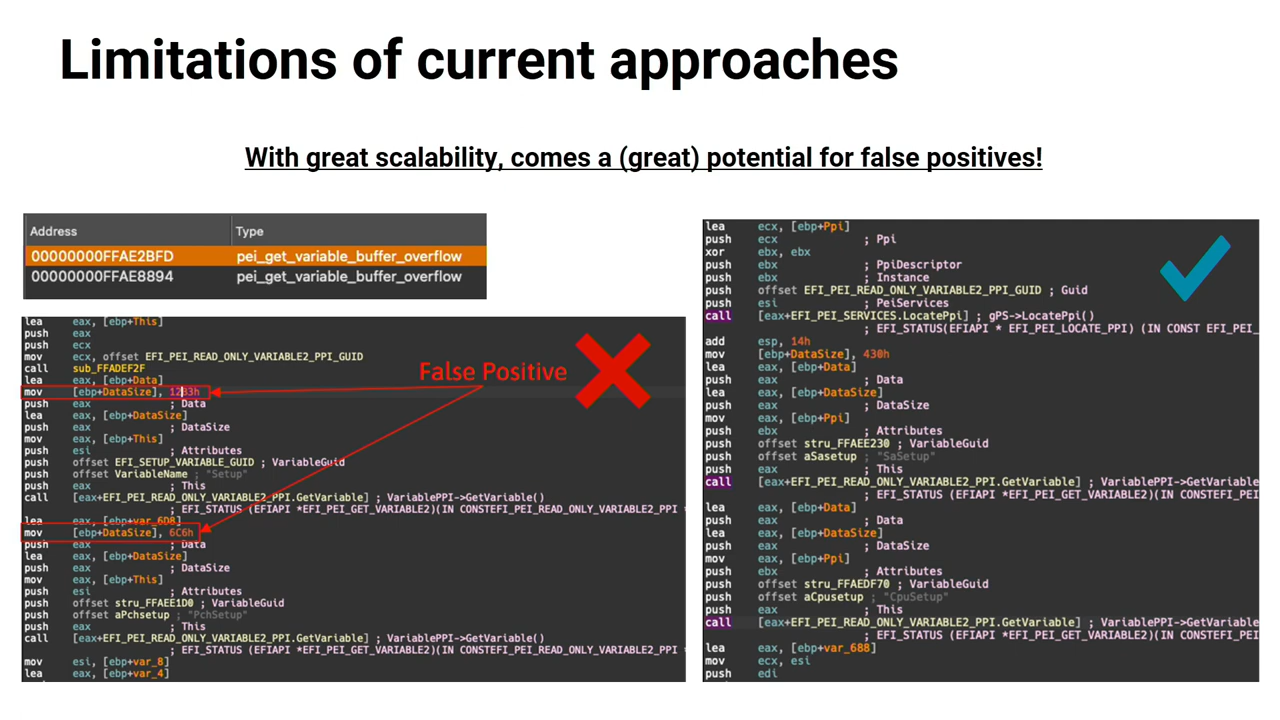 Limitations of current approaches
With great scalability, comes a (great) potential for false positives!
Address Type
00000000FFAE2BFD pei_get_variable_buffer_overflow
00000000FFAE8894 pei_get_variable_buffer_overflow
lea eax, [ebp+This]
push eax
push ecx
mov ecx, offset EFI_PEI_READ_ONLY_VARIABLE2_PPI_GUID
call sub_FFADEF2F
lea eax, [ebp+Data]
mov [ebp+DataSize], 12B3h
push eax ; Data
lea eax, [ebp+DataSize]
push eax ; DataSize
mov eax, [ebp+This]
push esi ; Attributes
push offset EFI_SETUP_VARIABLE_GUID ; VariableGuid
push offset VariableName ; "Setup"
push eax ; This
call [eax+EFI_PEI_READ_ONLY_VARIABLE2_PPI.GetVariable] ; VariablePPI->GetVariable()
; EFI_STATUS (EFIAPI *EFI_PEI_GET_VARIABLE2)(IN CONSTEFI_PEI_READ_ONLY_VARIABLE2_PPI
lea eax, [ebp+var_6D8]
mov [ebp+DataSize], 6C6h
push eax ; Data
lea eax, [ebp+DataSize]
push eax ; DataSize
mov eax, [ebp+This]
push esi ; Attributes
push offset stru_FFAEE1D0 ; VariableGuid
push offset aPchsetup ; "PchSetup"
push eax ; This
call [eax+EFI_PEI_READ_ONLY_VARIABLE2_PPI.GetVariable] ; VariablePPI->GetVariable()
; EFI_STATUS (EFIAPI *EFI_PEI_GET_VARIABLE2)(IN CONSTEFI_PEI_READ_ONLY_VARIABLE2_PPI
mov esi, [ebp+var_8]
lea eax, [ebp+var_4]
False Positive
lea ecx, [ebp+Ppi]
push ecx ; Ppi
xor ebx, ebx
push ebx ; PpiDescriptor
push ebx ; Instance
push offset EFI_PEI_READ_ONLY_VARIABLE2_PPI_GUID ; Guid
push esi ; PeiServices
call [eax+EFI_PEI_SERVICES.LocatePpi] ; gPS->LocatePpi()
; EFI_STATUS(EFIAPI * EFI_PEI_LOCATE_PPI) (IN CONST EFI_PEI_
add esp, 14h
mov [ebp+DataSize], 430h
lea eax, [ebp+Data]
push eax ; Data
lea eax, [ebp+DataSize]
push eax ; DataSize
mov eax, [ebp+Ppi]
push ebx ; Attributes
push offset stru_FFAEE230 ; VariableGuid
push offset aSasetup ; "SaSetup"
push eax ; This
call [eax+EFI_PEI_READ_ONLY_VARIABLE2_PPI.GetVariable] ; VariablePPI->GetVariable
; EFI_STATUS (EFIAPI *EFI_PEI_GET_VARIABLE2)(IN CONSTEFI_PEI
lea eax, [ebp+Data]
push eax ; Data
lea eax, [ebp+DataSize]
push eax ; DataSize
mov eax, [ebp+Ppi]
push ebx ; Attributes
push offset stru_FFAEDF70 ; VariableGuid
push offset aCpusetup ; "CpuSetup"
push eax ; This
call [eax+EFI_PEI_READ_ONLY_VARIABLE2_PPI.GetVariable] ; VariablePPI->GetVariable
; EFI_STATUS (EFIAPI *EFI_PEI_GET_VARIABLE2)(IN CONSTEFI_PEI
lea eax, [ebp+var_688]
mov ecx, esi
push edi